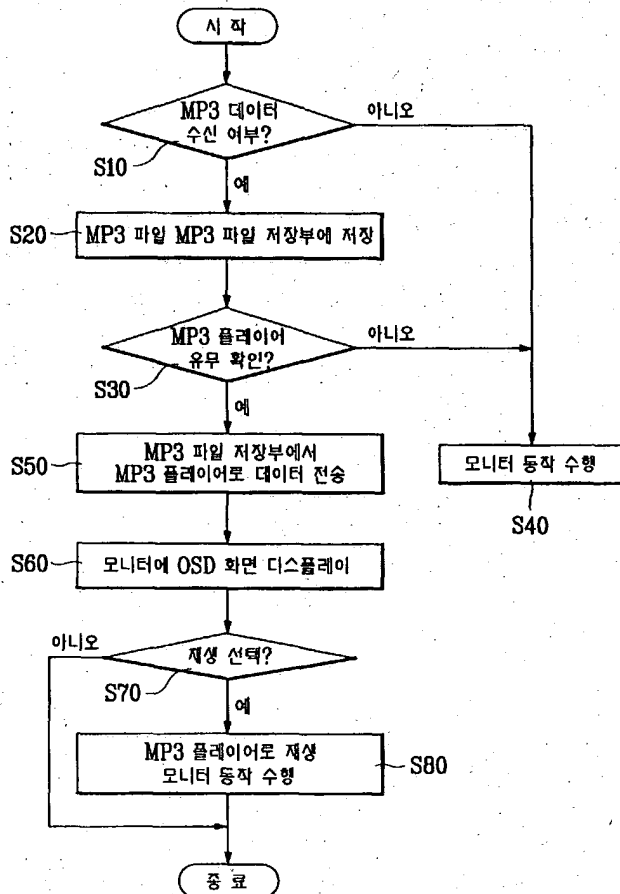 시 작
MP3 데이터
수신 여부?
아니오
S10
예
S20
MP3 파일 MP3 파일 저장부에 저장
MP3 플레이어
유무 확인?
아니오
S30
예
S50
MP3 파일 저장부에서
MP3 플레이어로 데이터 전송
모니터 동작 수행
S40
S60
모니터에 OSD 화면 디스플레이
아니오
재생 선택?
S70
예
MP3 플레이어로 재생
모니터 동작 수행
S80
종 료